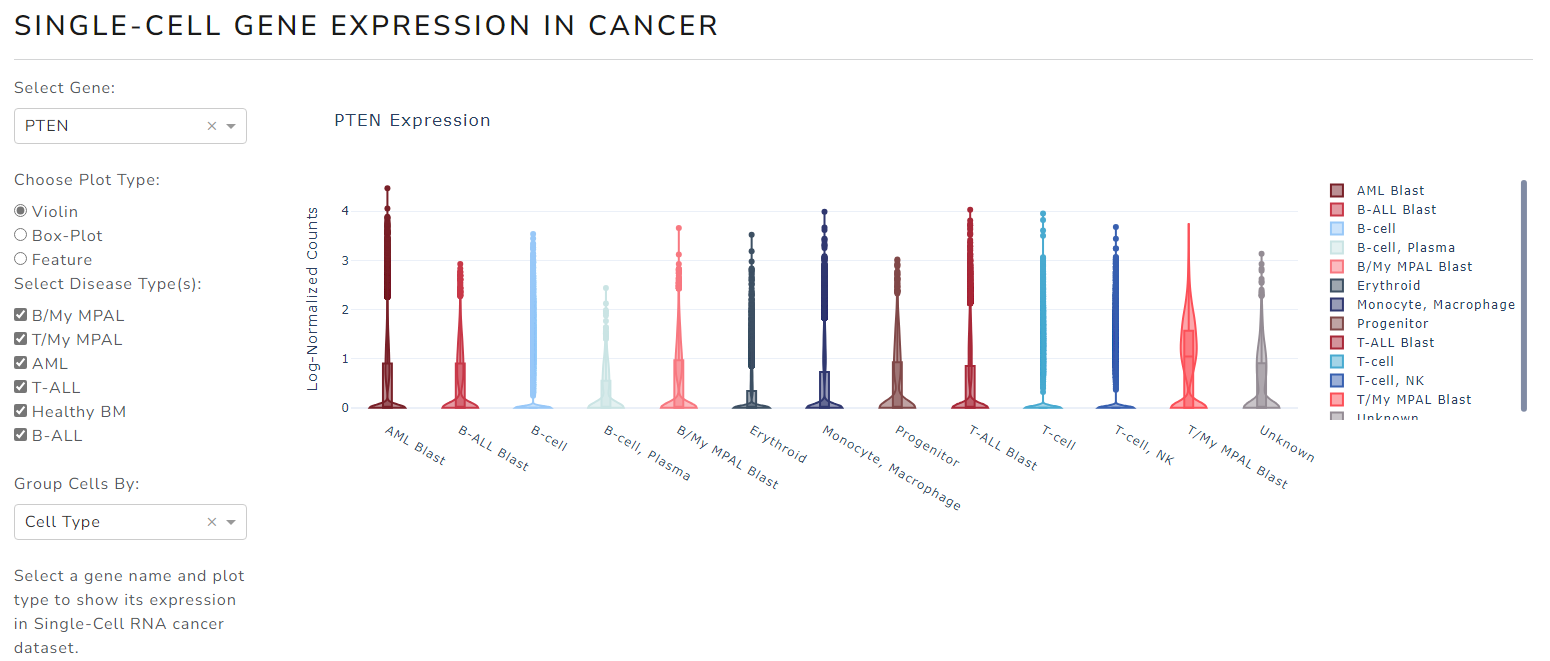 SINGLE-CELL GENE EXPRESSION IN CANCER
Select Gene:
PTEN
Choose Plot Type:
Violin
Box-Plot
Feature
Select Disease Type(s):
B/My MPAL
T/My MPAL
AML
T-ALL
Healthy BM
B-ALL
Group Cells By:
Cell Type
Select a gene name and plot
type to show its expression
in Single-Cell RNA cancer
dataset.
PTEN Expression
Log-Normalized Counts
4
3
2
1
0
AML Blast
B-ALL Blast
B-cell
B-cell, Plasma
B/My MPAL Blast
Erythroid
Monocyte, Macrophage
Progenitor
T-ALL Blast
T-cell
T-cell, NK
T/My MPAL Blast
Unknown
AML Blast
B-ALL Blast
B-cell
B-cell, Plasma
B/My MPAL Blast
Erythroid
Monocyte, Macrophage
Progenitor
T-ALL Blast
T-cell
T-cell, NK
T/My MPAL Blast
Unknown